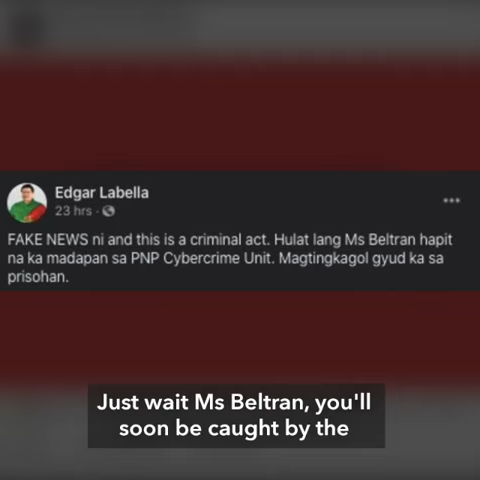 Edgar Labella
23 hrs ·
FAKE NEWS ni and this is a criminal act. Hulat lang Ms Beltran hapit
na ka madapan sa PNP Cybercrime Unit. Magtingkagol gyud ka sa
prisohan.
Just wait Ms Beltran, you'll
soon be caught by the